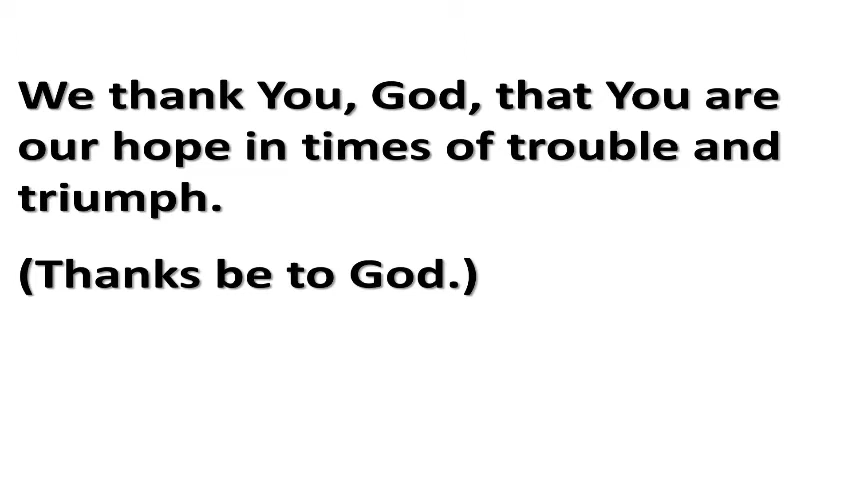 We thank You, God, that You are
our hope in times of trouble and
triumph.
(Thanks be to God.)